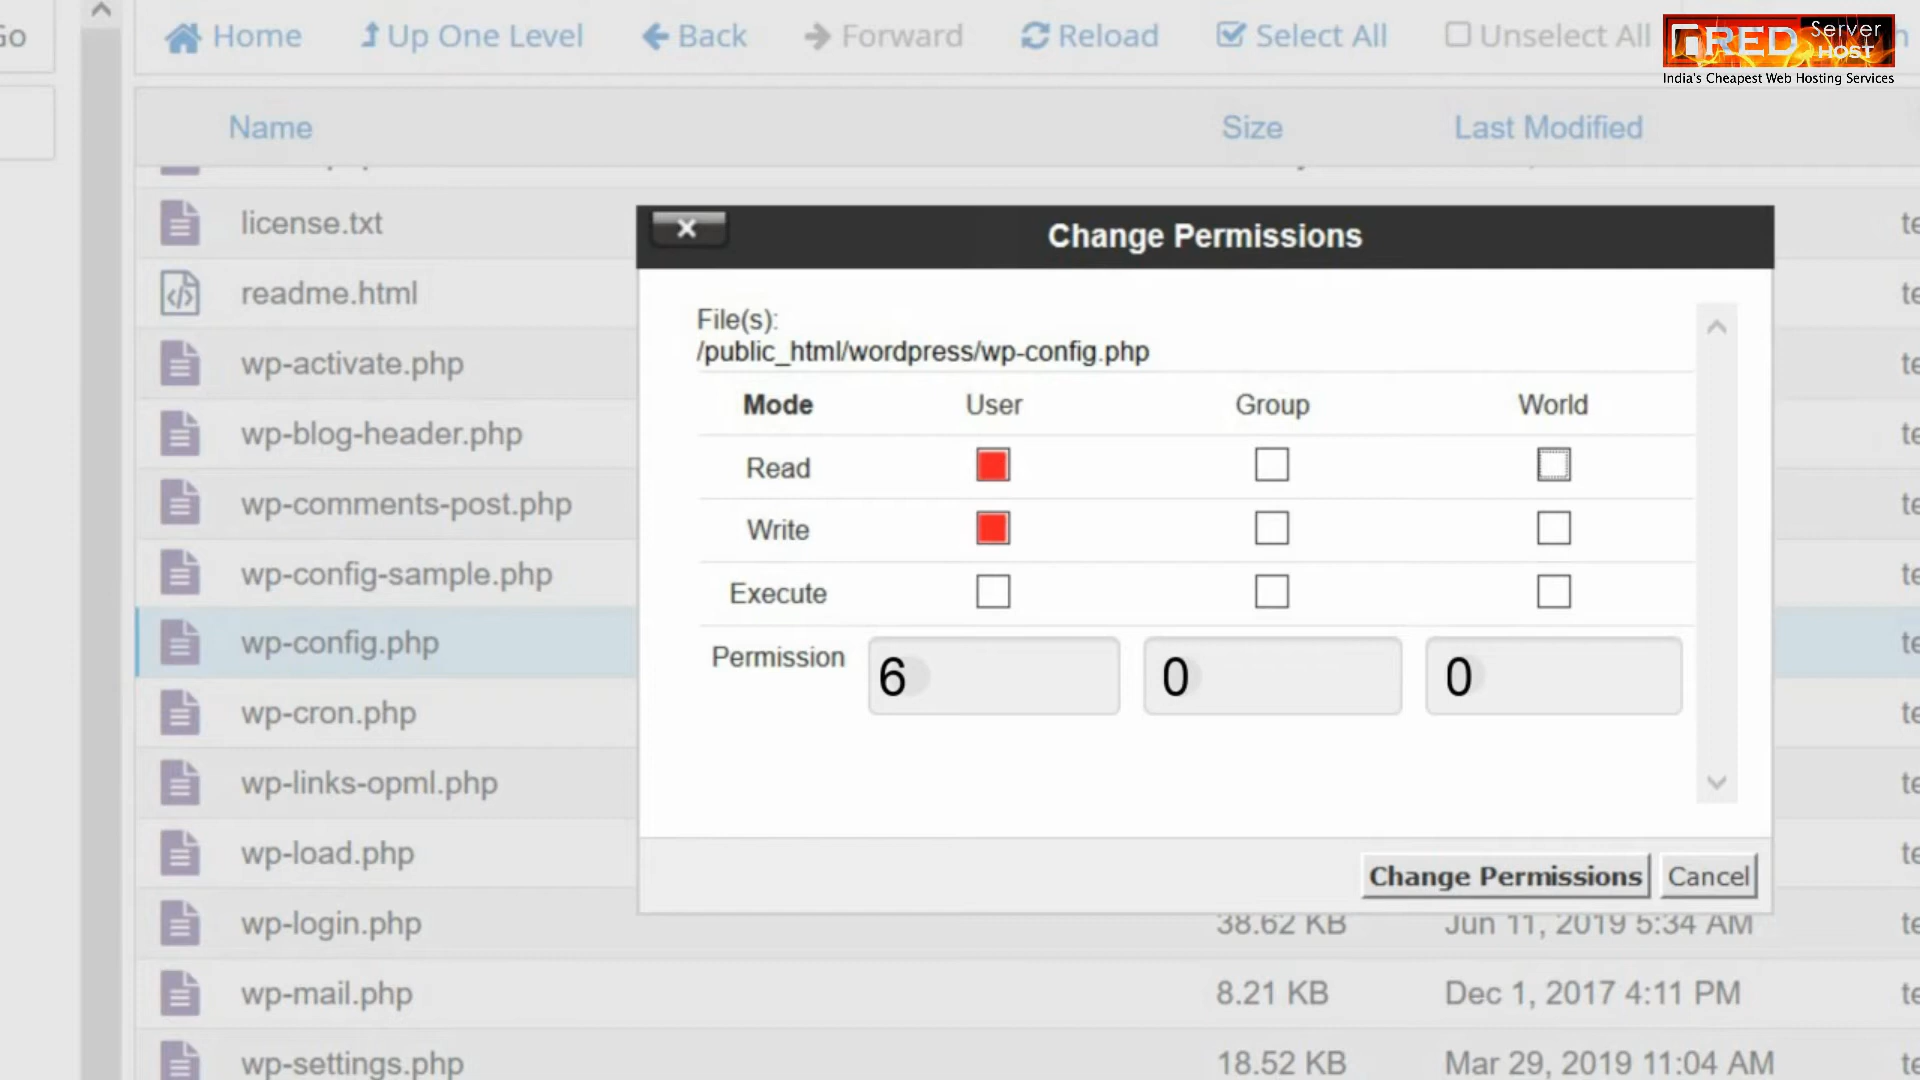 Go
Home
Up One Level
Back
Forward
Reload
Select All
Unselect All
RED Server
HOST
India's Cheapest Web Hosting Services
Name
Size
Last Modified
license.txt
readme.html
wp-activate.php
wp-blog-header.php
wp-comments-post.php
wp-config-sample.php
wp-config.php
wp-cron.php
wp-links-opml.php
wp-load.php
wp-login.php 38.62 KB Jun 11, 2019 5:34 AM
wp-mail.php 8.21 KB Dec 1, 2017 4:11 PM
wp-settings.php 18.52 KB Mar 29, 2019 11:04 AM
Change Permissions
File(s):
/public_html/wordpress/wp-config.php
Mode User Group World
Read
Write
Execute
Permission 6 0 0
Change Permissions Cancel